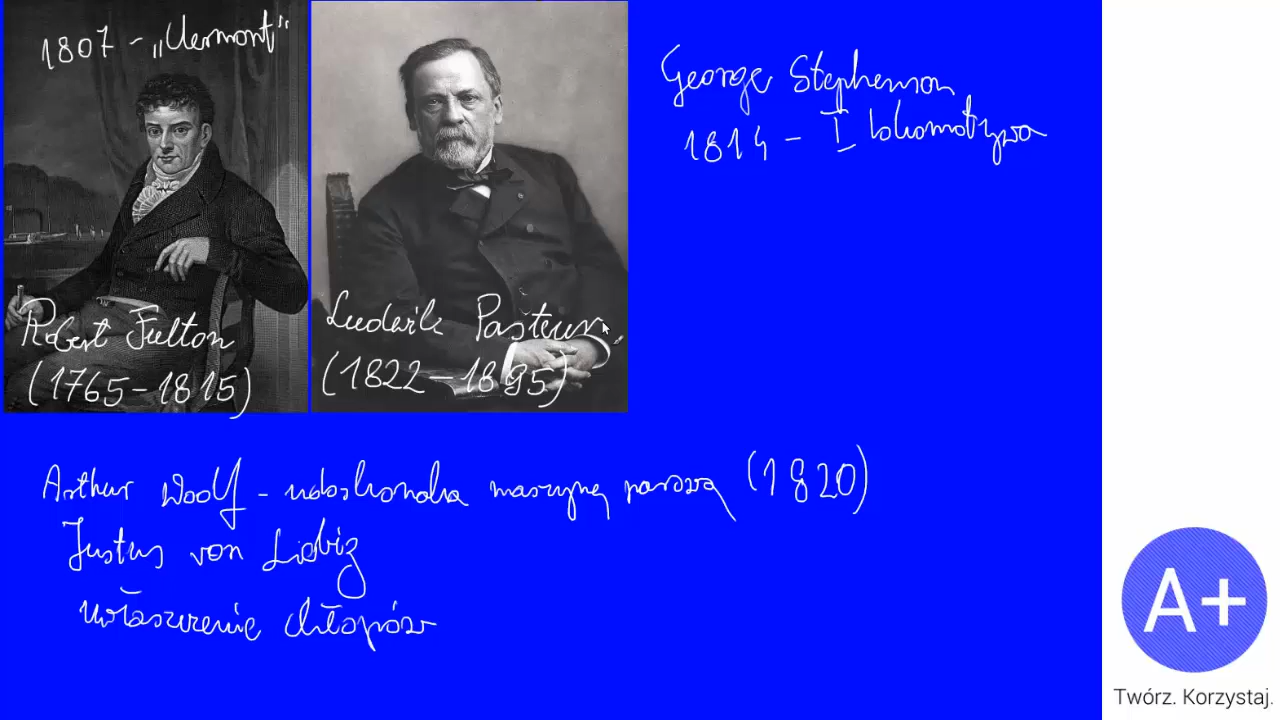 1807 - „Clermont"
Robert Fulton
(1765-1815)
Ludwik Pasteur
(1822-1895)
George Stephenson
1814 - I lokomotywa
Arthur Woolf - udoskonala maszynę parową (1820)
Justus von Liebig
uwłaszczenie chłopów
A+
Twórz. Korzystaj.